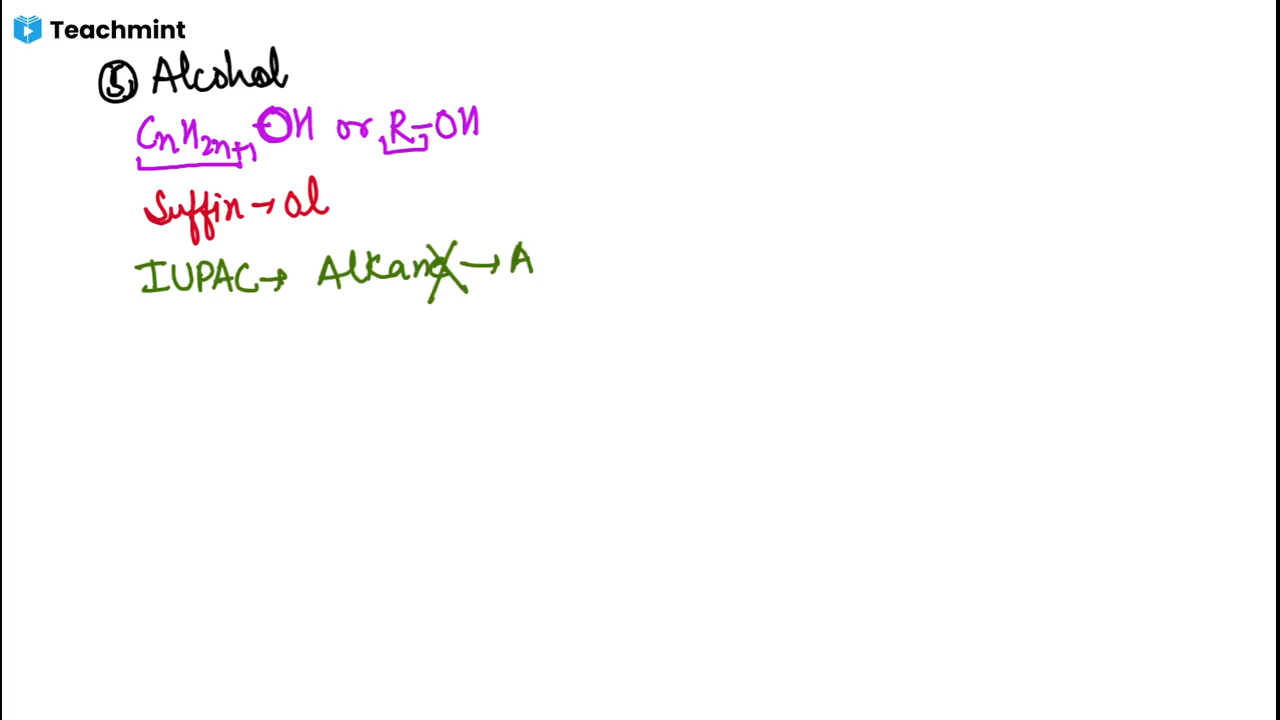 Teachmint
⑤ Alcohol
CnH2n+1-OH or R-OH
Suffix → ol
IUPAC → Alkane → A